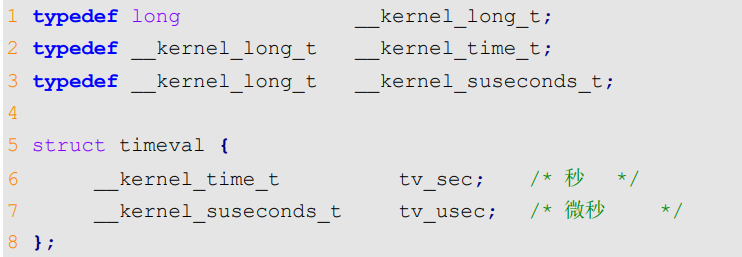 1 typedef long              __kernel_long_t;
2 typedef __kernel_long_t   __kernel_time_t;
3 typedef __kernel_long_t   __kernel_suseconds_t;
4
5 struct timeval {
6     __kernel_time_t          tv_sec;    /* 秒   */
7     __kernel_suseconds_t     tv_usec;   /* 微秒     */
8 };